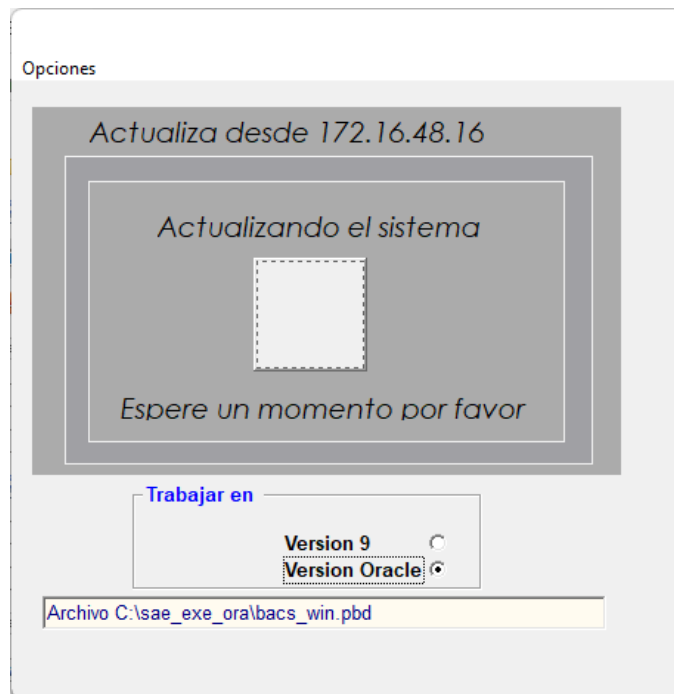 Opciones
Actualiza desde 172.16.48.16
Actualizando el sistema
Espere un momento por favor
Trabajar en
Version 9
Version Oracle
Archivo C:\sae_exe_ora\bacs_win.pbd